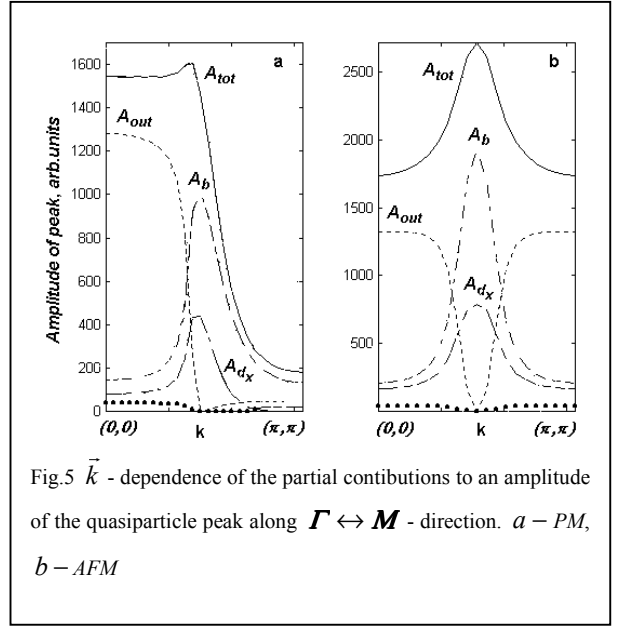 a
b
1600
1400
1200
1000
800
600
400
200
0
Amplitude of peak, arb.units
A_tot
A_out
A_b
A_dx
(0,0)
k
(π,π)
2500
2000
1500
1000
500
A_tot
A_b
A_out
A_dx
(0,0)
k
(π,π)
Fig.5 k⃗ - dependence of the partial contibutions to an amplitude
of the quasiparticle peak along Γ ↔ M - direction. a – PM,
b – AFM